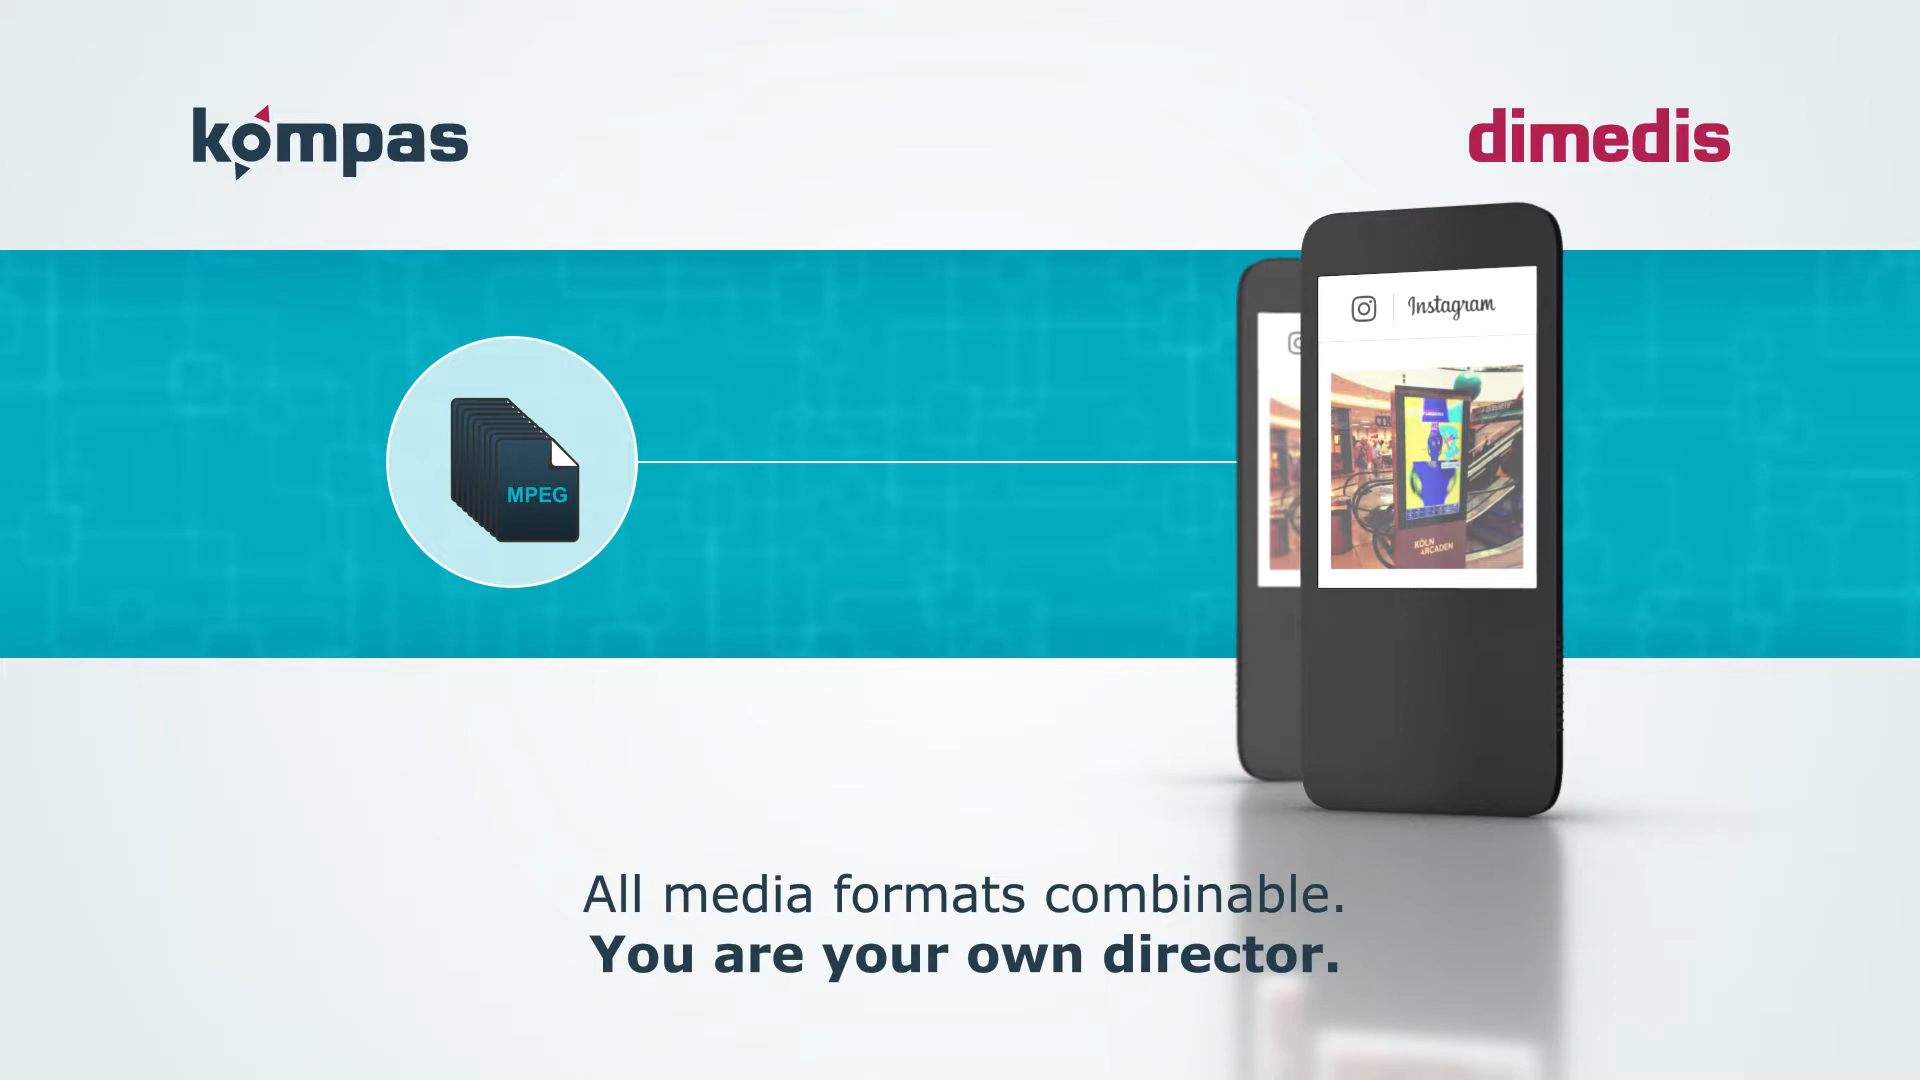 kompas
dimedis
Instagram
MPEG
KÖLN
ARCADEN
All media formats combinable.
You are your own director.